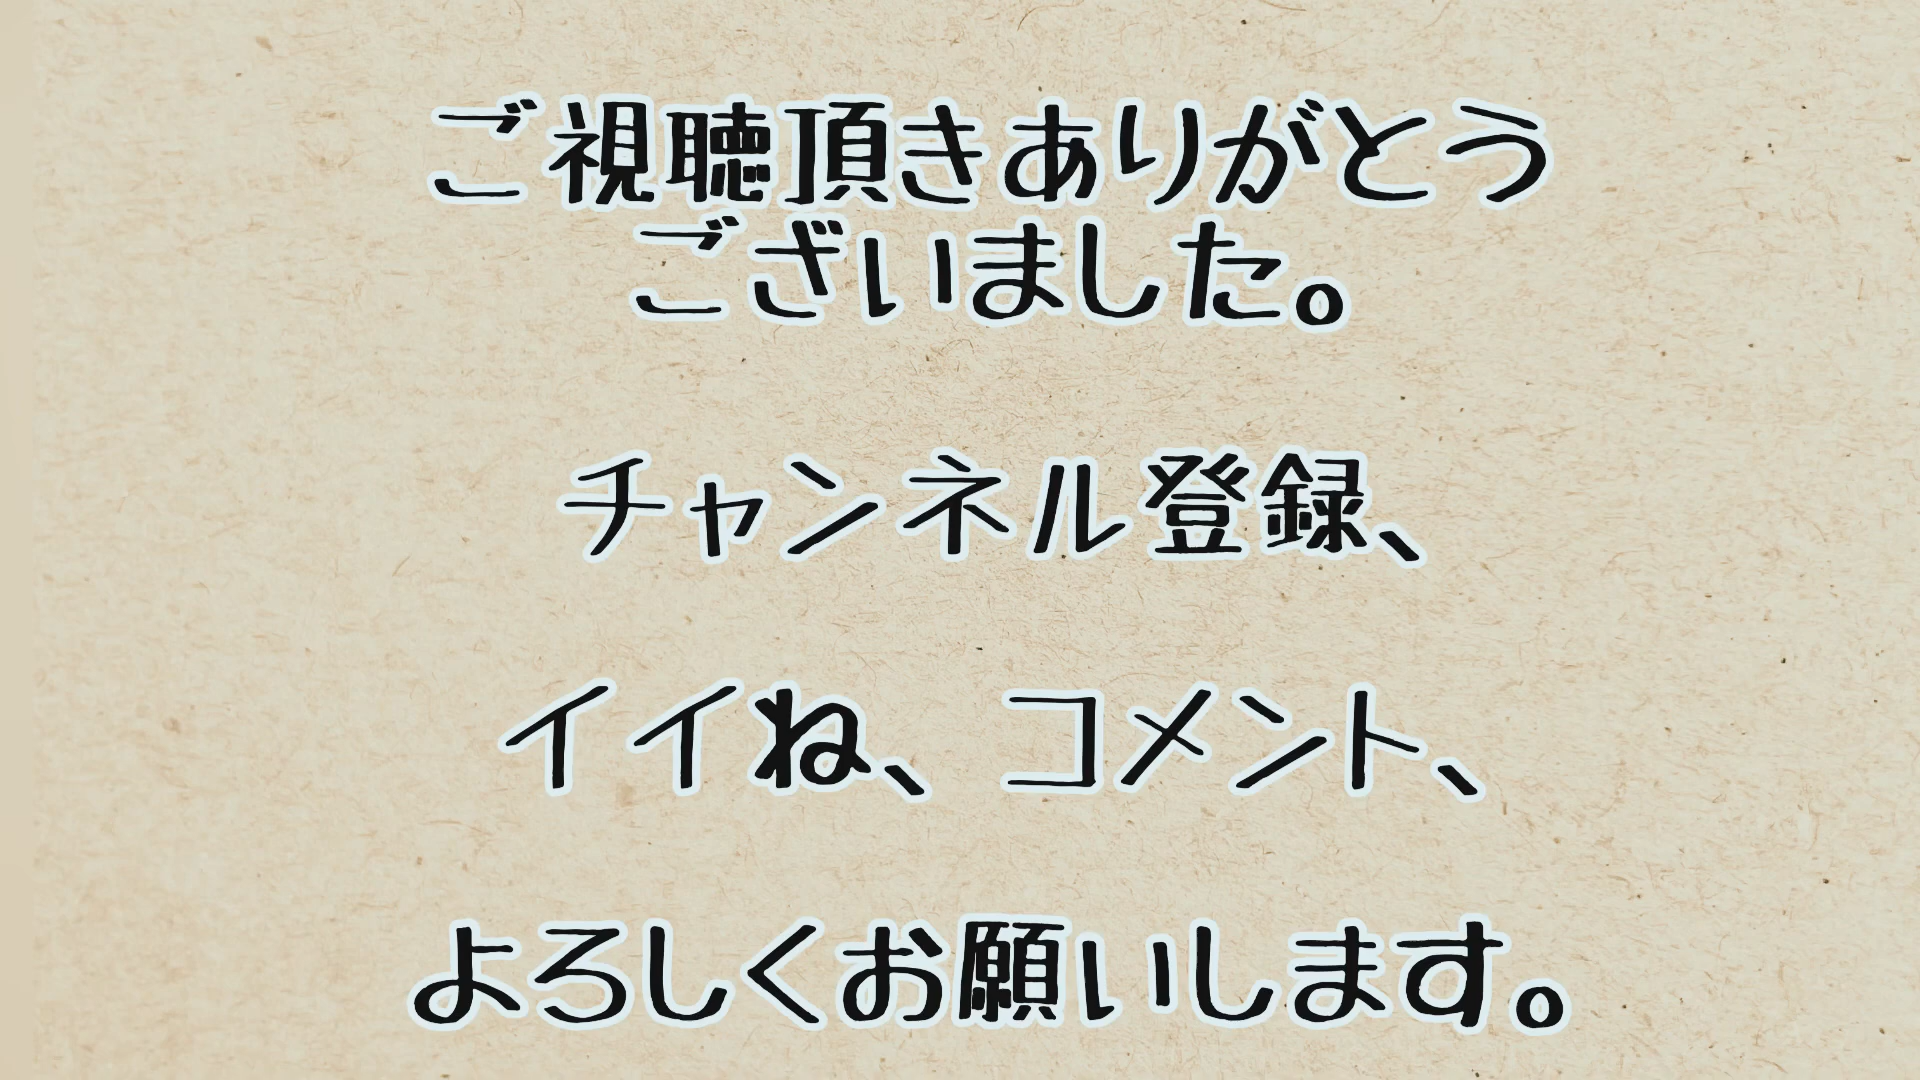 ご視聴頂きありがとう
ございました。
チャンネル登録、
イイね、コメント、
よろしくお願いします。